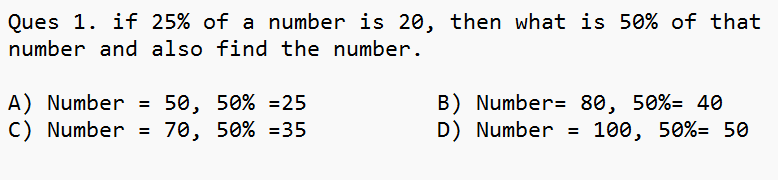 Ques 1. if 25% of a number is 20, then what is 50% of that
number and also find the number.
A) Number = 50, 50% =25 B) Number= 80, 50%= 40
C) Number = 70, 50% =35 D) Number = 100, 50%= 50